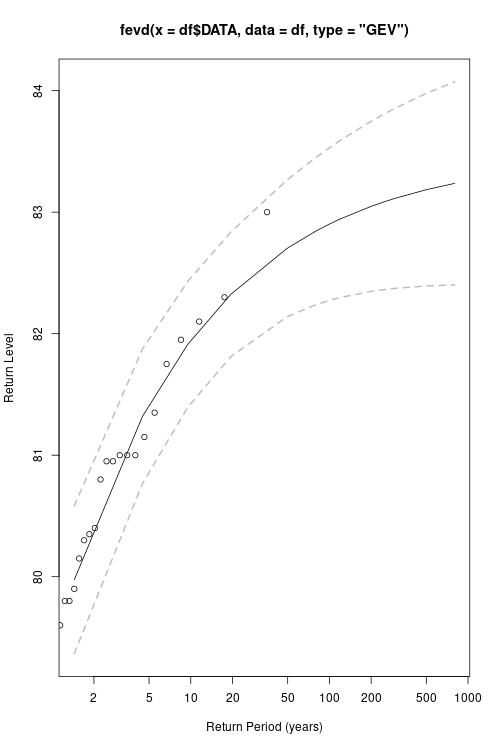 fevd(x = df$DATA, data = df, type = "GEV")
84
83
82
81
80
Return Level
2 5 10 20 50 100 200 500 1000
Return Period (years)